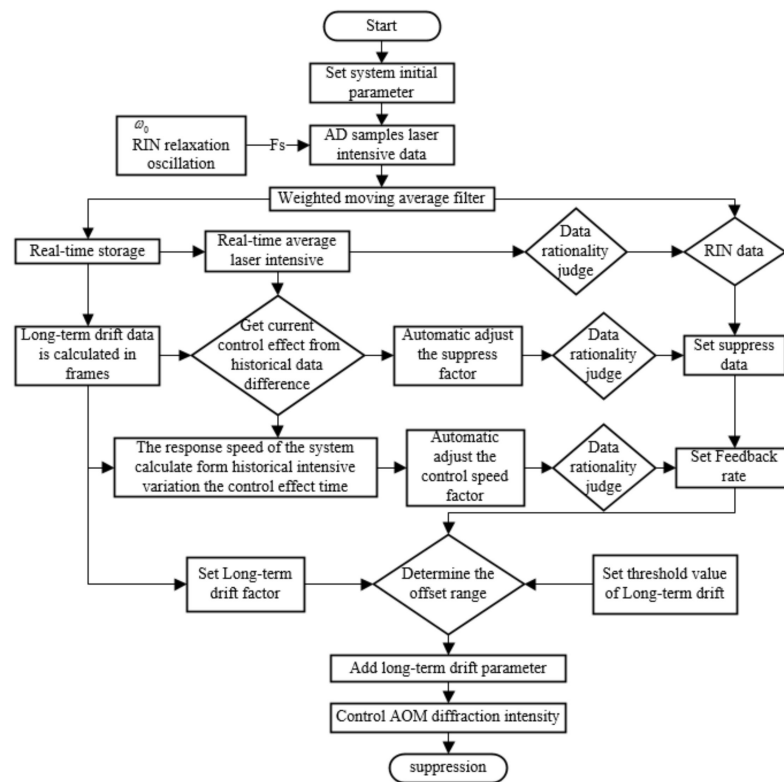 Start
Set system initial
parameter
ω₀
RIN relaxation
oscillation
Fs
AD samples laser
intensive data
Weighted moving average filter
Real-time storage
Real-time average
laser intensive
Data
rationality
judge
RIN data
Long-term drift data
is calculated in
frames
Get current
control effect from
historical data
difference
Automatic adjust
the suppress
factor
Data
rationality
judge
Set suppress
data
The response speed of the system
calculate form historical intensive
variation the control effect time
Automatic
adjust the
control speed
factor
Data
rationality
judge
Set Feedback
rate
Set Long-term
drift factor
Determine the
offset range
Set threshold value
of Long-term drift
Add long-term drift parameter
Control AOM diffraction intensity
suppression